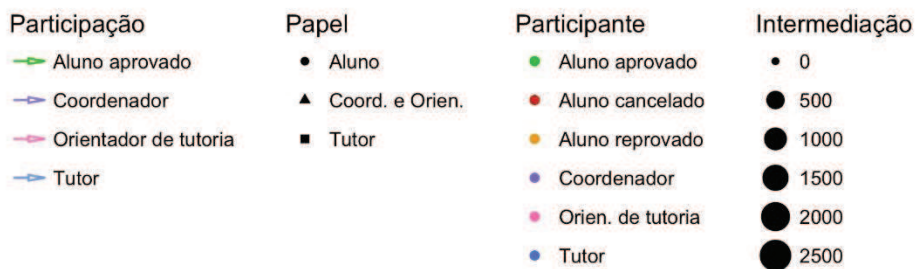 Participação
Aluno aprovado
Coordenador
Orientador de tutoria
Tutor
Papel
Aluno
Coord. e Orien.
Tutor
Participante
Aluno aprovado
Aluno cancelado
Aluno reprovado
Coordenador
Orien. de tutoria
Tutor
Intermediação
0
500
1000
1500
2000
2500